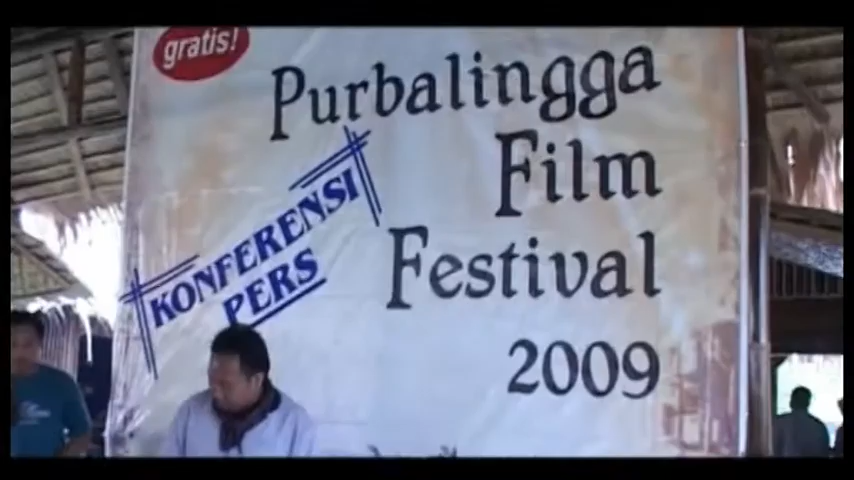 gratis!
Purbalingga
Film
Festival
2009
KONFERENSI
PERS